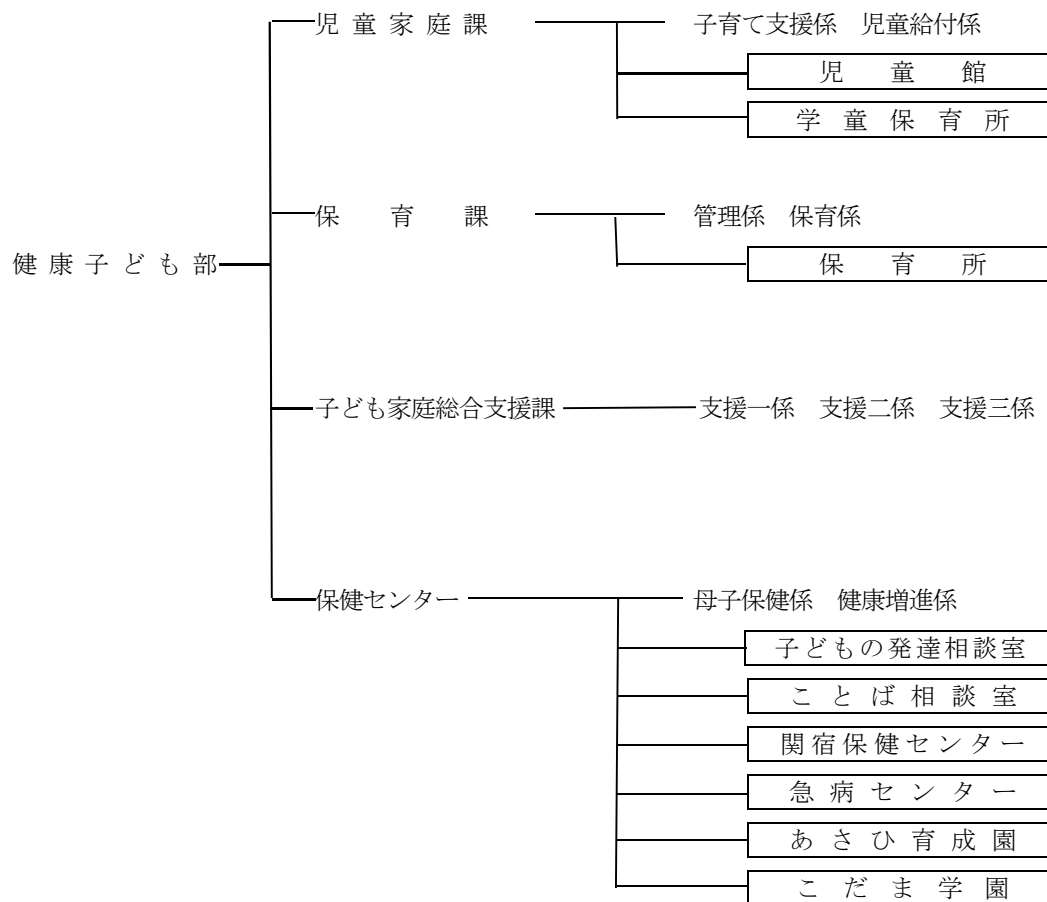 児童家庭課 子育て支援係 児童給付係
児童館
学童保育所
保育課 管理係 保育係
健康子ども部
保育所
子ども家庭総合支援課 支援一係 支援二係 支援三係
保健センター 母子保健係 健康増進係
子どもの発達相談室
ことば相談室
関宿保健センター
急病センター
あさひ育成園
こだま学園